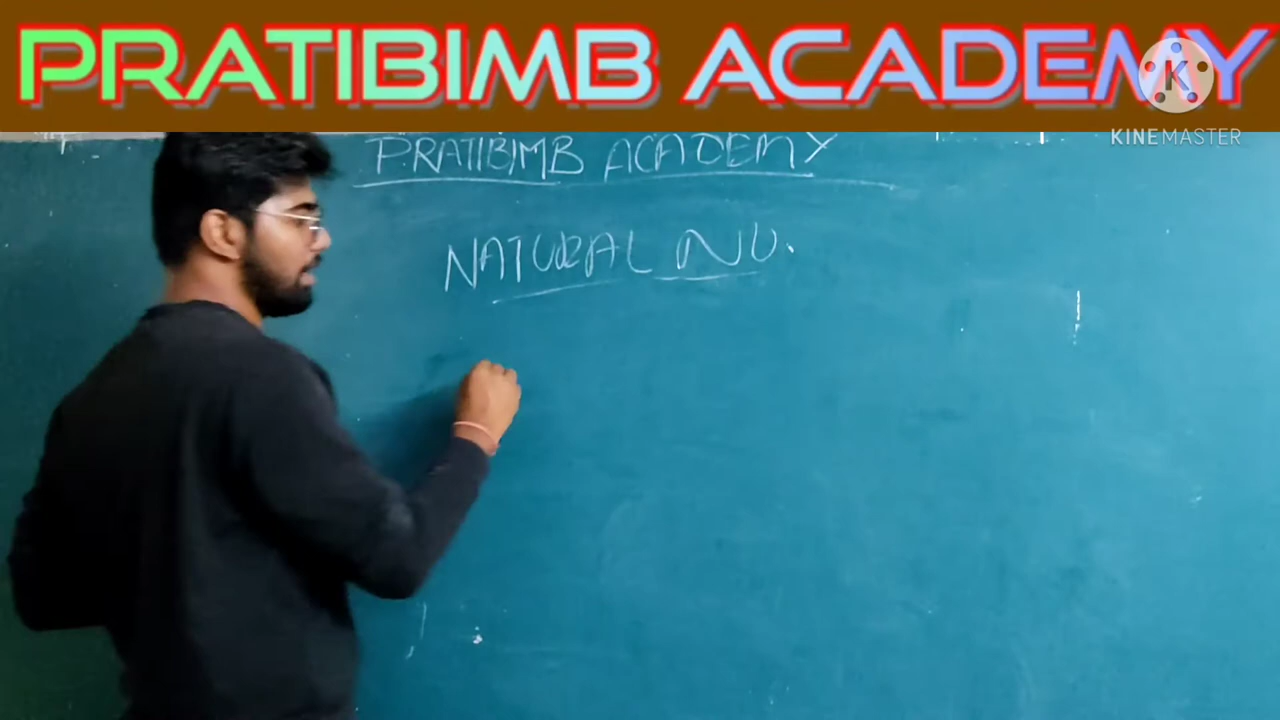 PRATIBIMB ACADEMY
K
KINEMASTER
PRATIBIMB ACADEMY
NATURAL NU.